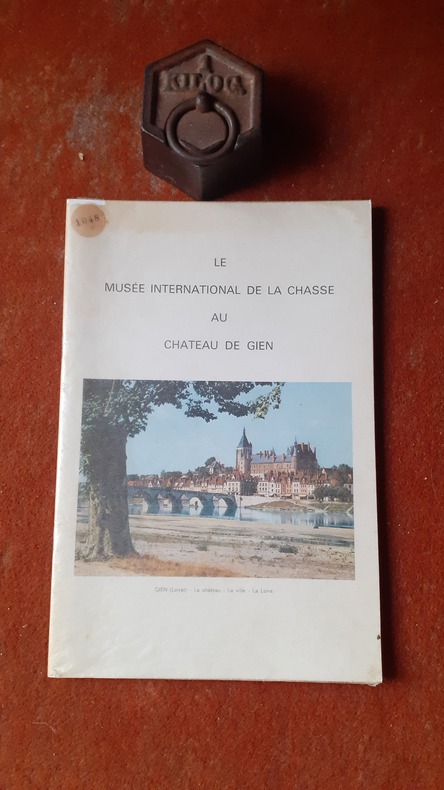 1
KILOG.
1048
LE
MUSÉE INTERNATIONAL DE LA CHASSE
AU
CHATEAU DE GIEN
GIEN (Loiret) - Le château - La ville - La Loire.